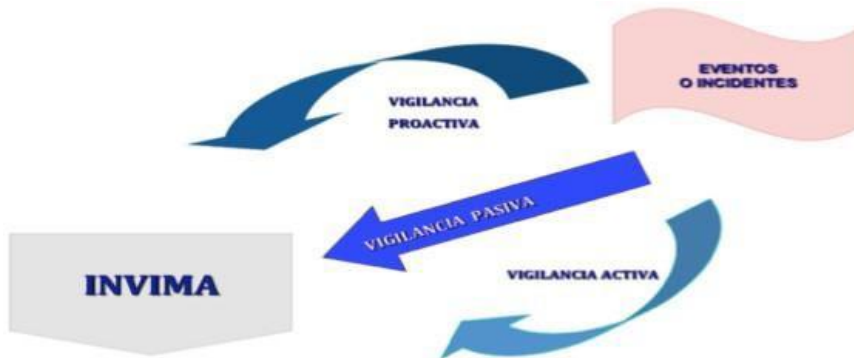 EVENTOS
O INCIDENTES
VIGILANCIA
PROACTIVA
VIGILANCIA PASIVA
VIGILANCIA ACTIVA
INVIMA